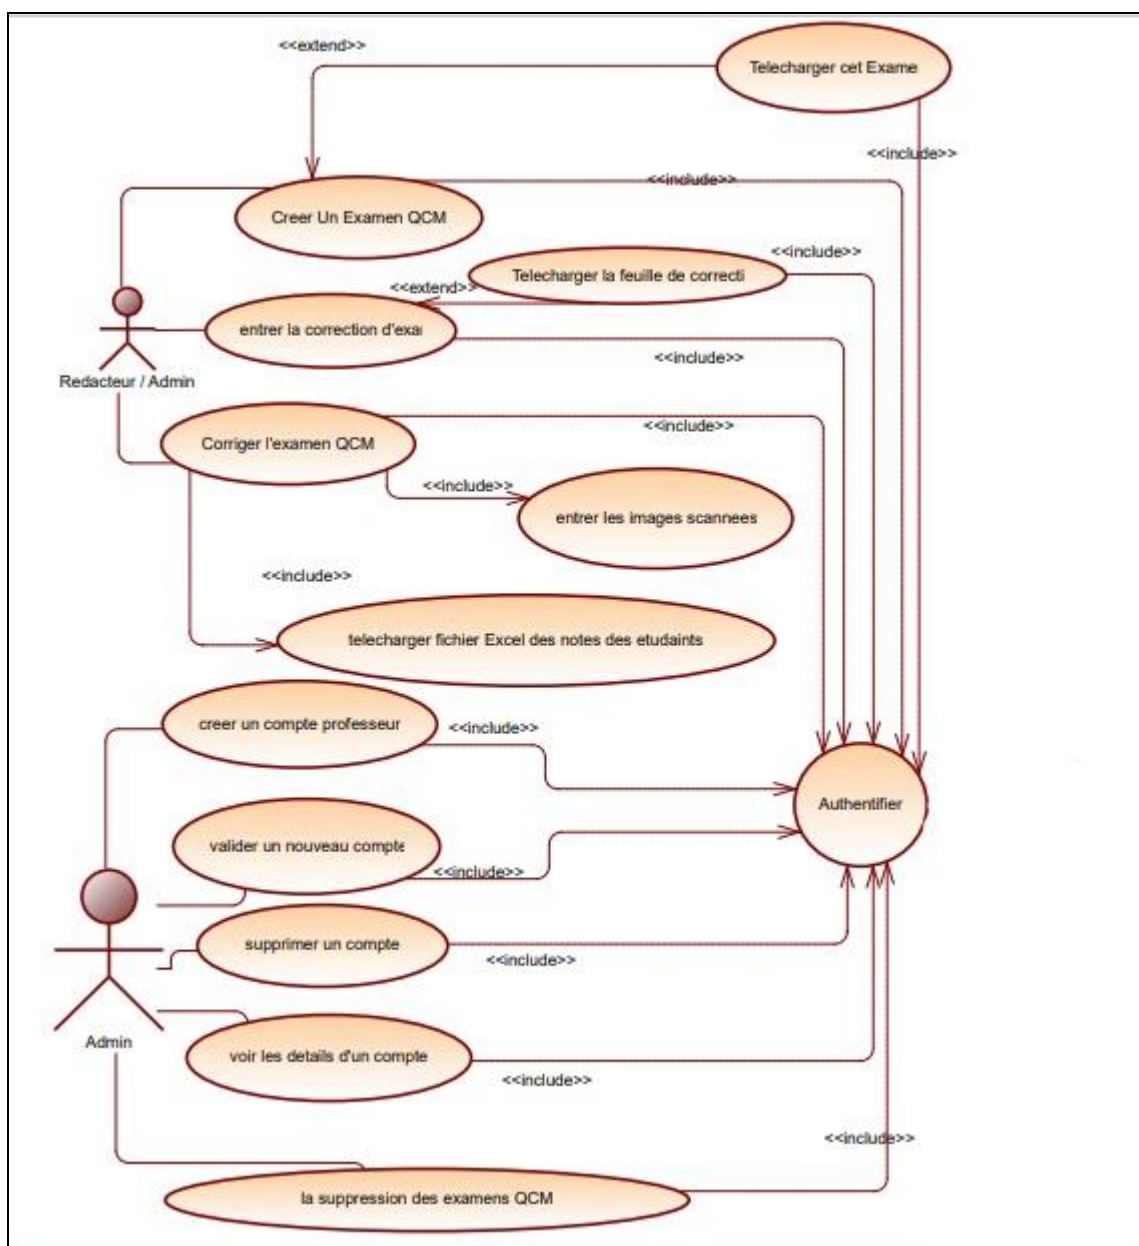 <<extend>>
Telecharger cet Exame
<<include>>
<<include>>
Creer Un Examen QCM
<<include>>
Telecharger la feuille de correcti
<<extend>>
entrer la correction d'exa
<<include>>
Redacteur / Admin
<<include>>
Corriger l'examen QCM
<<include>>
entrer les images scannees
<<include>>
telecharger fichier Excel des notes des etudaints
creer un compte professeur
<<include>>
Authentifier
valider un nouveau compte
<<include>>
supprimer un compte
<<include>>
Admin
voir les details d'un compte
<<include>>
<<include>>
la suppression des examens QCM